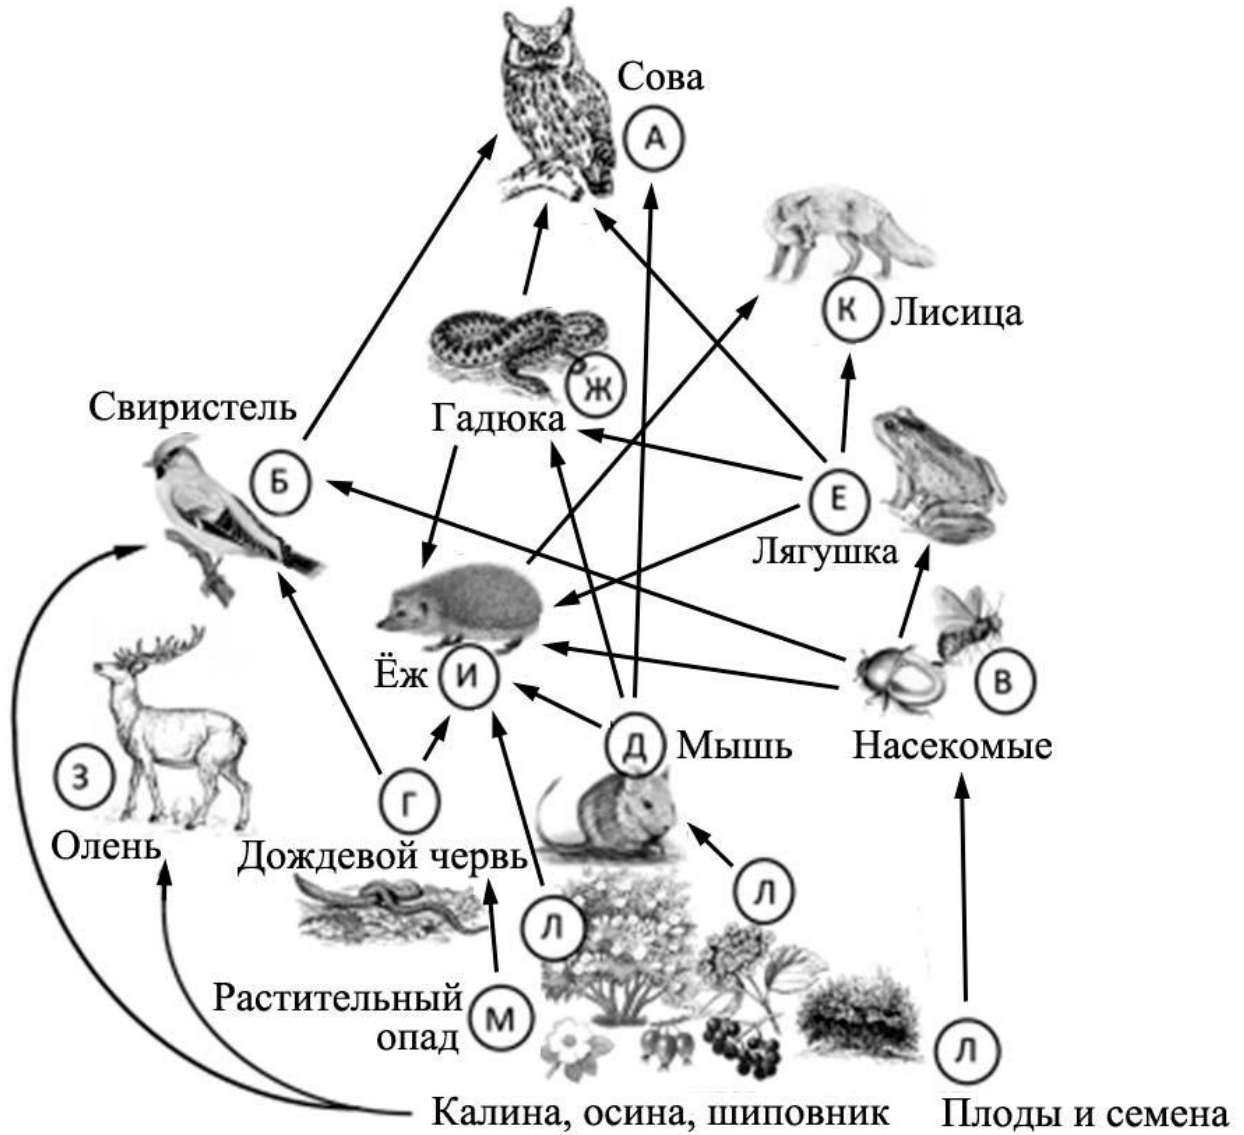 Сова
А
К Лисица
Ж
Свиристель
Гадюка
Б
Е
Лягушка
Ёж И
В
Д Мышь
Насекомые
З
Г
Олень
Дождевой червь
Л
Л
Растительный
опад
М
Л
Калина, осина, шиповник
Плоды и семена